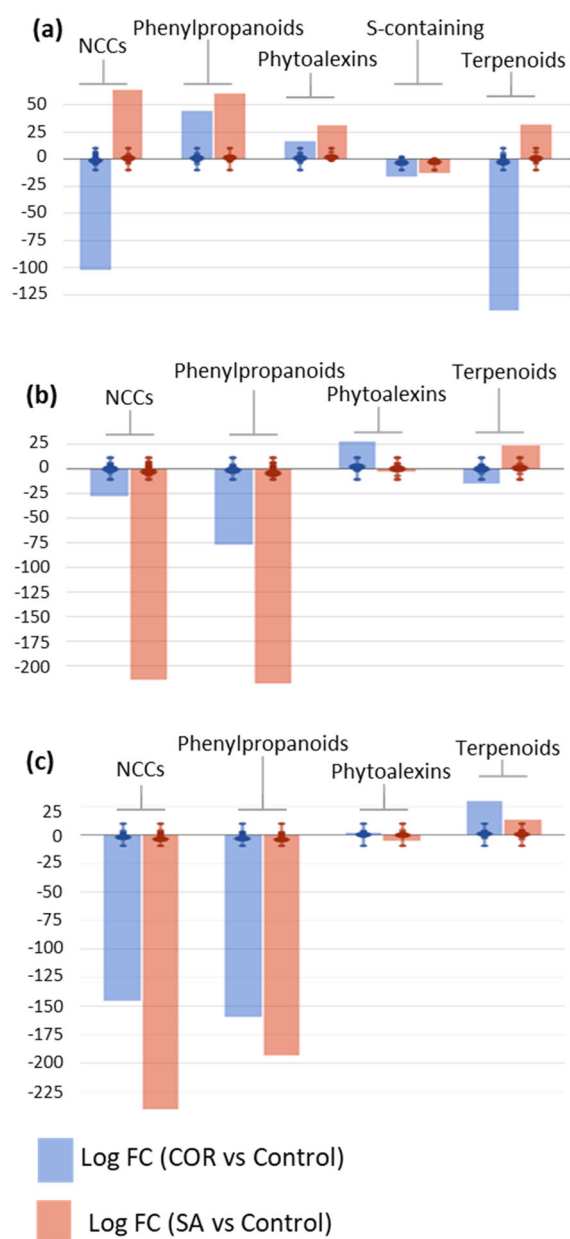 (a)
NCCs
Phenylpropanoids
Phytoalexins
S-containing
Terpenoids
50
25
0
-25
-50
-75
-100
-125
(b)
NCCs
Phenylpropanoids
Phytoalexins
Terpenoids
25
0
-25
-50
-75
-100
-125
-150
-175
-200
(c)
NCCs
Phenylpropanoids
Phytoalexins
Terpenoids
25
0
-25
-50
-75
-100
-125
-150
-175
-200
-225
Log FC (COR vs Control)
Log FC (SA vs Control)